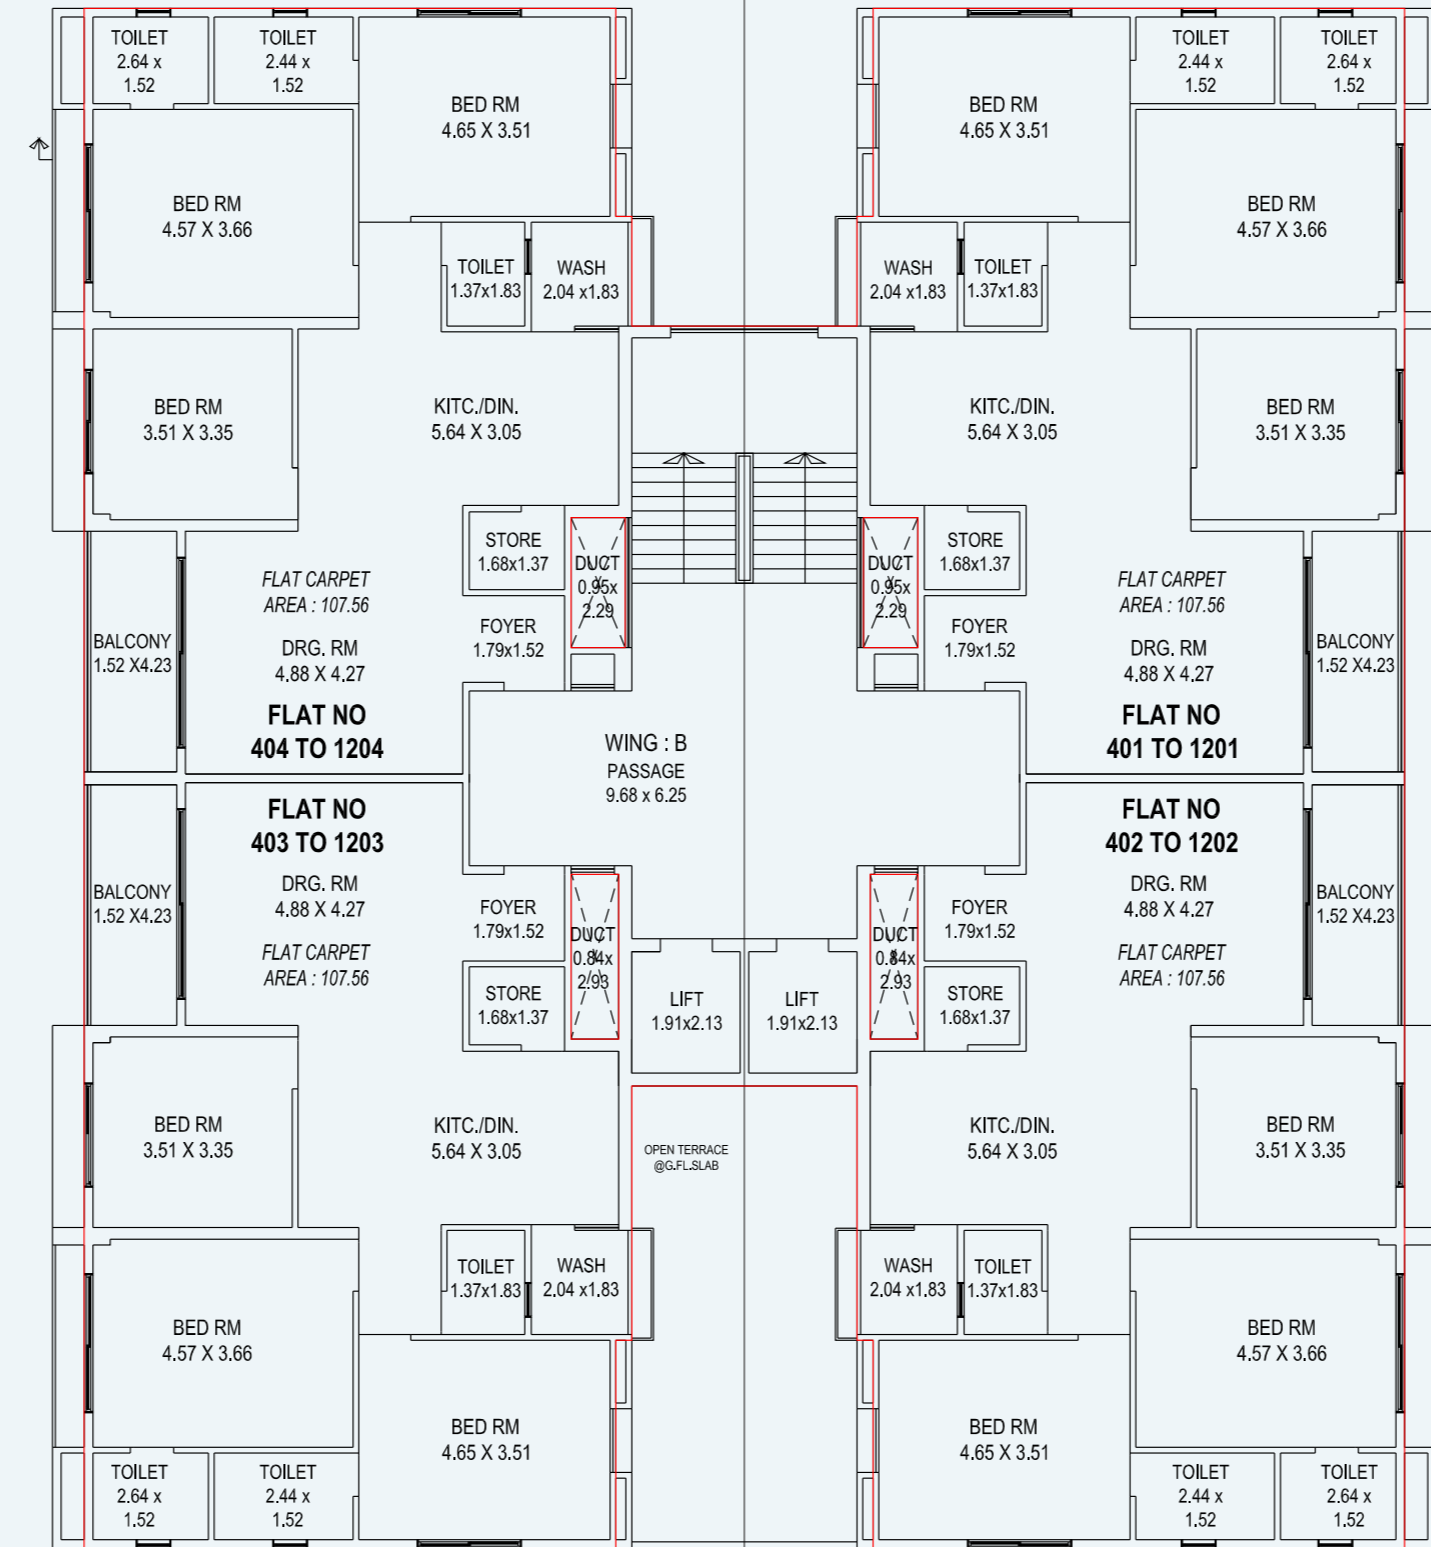 TOILET
2.64 x
1.52
TOILET
2.44 x
1.52
BED RM
4.65 X 3.51
BED RM
4.65 X 3.51
TOILET
2.44 x
1.52
TOILET
2.64 x
1.52
BED RM
4.57 X 3.66
BED RM
4.57 X 3.66
TOILET
1.37x1.83
WASH
2.04 x1.83
WASH
2.04 x1.83
TOILET
1.37x1.83
BED RM
3.51 X 3.35
KITC./DIN.
5.64 X 3.05
KITC./DIN.
5.64 X 3.05
BED RM
3.51 X 3.35
STORE
1.68x1.37
DUCT
0.95x
2.29
DUCT
0.95x
2.29
STORE
1.68x1.37
FLAT CARPET
AREA : 107.56
FLAT CARPET
AREA : 107.56
BALCONY
1.52 X4.23
DRG. RM
4.88 X 4.27
FOYER
1.79x1.52
FOYER
1.79x1.52
DRG. RM
4.88 X 4.27
BALCONY
1.52 X4.23
FLAT NO
404 TO 1204
WING : B
PASSAGE
9.68 x 6.25
FLAT NO
401 TO 1201
FLAT NO
403 TO 1203
FLAT NO
402 TO 1202
BALCONY
1.52 X4.23
DRG. RM
4.88 X 4.27
FOYER
1.79x1.52
FOYER
1.79x1.52
DRG. RM
4.88 X 4.27
BALCONY
1.52 X4.23
FLAT CARPET
AREA : 107.56
DUCT
0.84x
2.93
DUCT
0.84x
2.93
FLAT CARPET
AREA : 107.56
STORE
1.68x1.37
LIFT
1.91x2.13
LIFT
1.91x2.13
STORE
1.68x1.37
BED RM
3.51 X 3.35
KITC./DIN.
5.64 X 3.05
OPEN TERRACE
@G.FL.SLAB
KITC./DIN.
5.64 X 3.05
BED RM
3.51 X 3.35
TOILET
1.37x1.83
WASH
2.04 x1.83
WASH
2.04 x1.83
TOILET
1.37x1.83
BED RM
4.57 X 3.66
BED RM
4.57 X 3.66
BED RM
4.65 X 3.51
BED RM
4.65 X 3.51
TOILET
2.64 x
1.52
TOILET
2.44 x
1.52
TOILET
2.44 x
1.52
TOILET
2.64 x
1.52